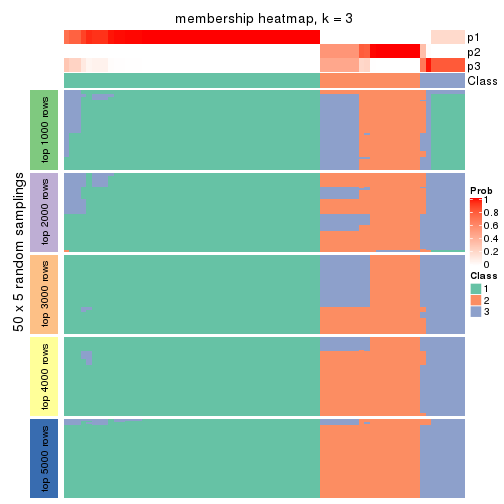 membership heatmap, k = 3
p1
p2
p3
Class
50 x 5 random samplings
top 1000 rows
top 2000 rows
top 3000 rows
top 4000 rows
top 5000 rows
Prob
1
0.8
0.6
0.4
0.2
0
Class
1
2
3